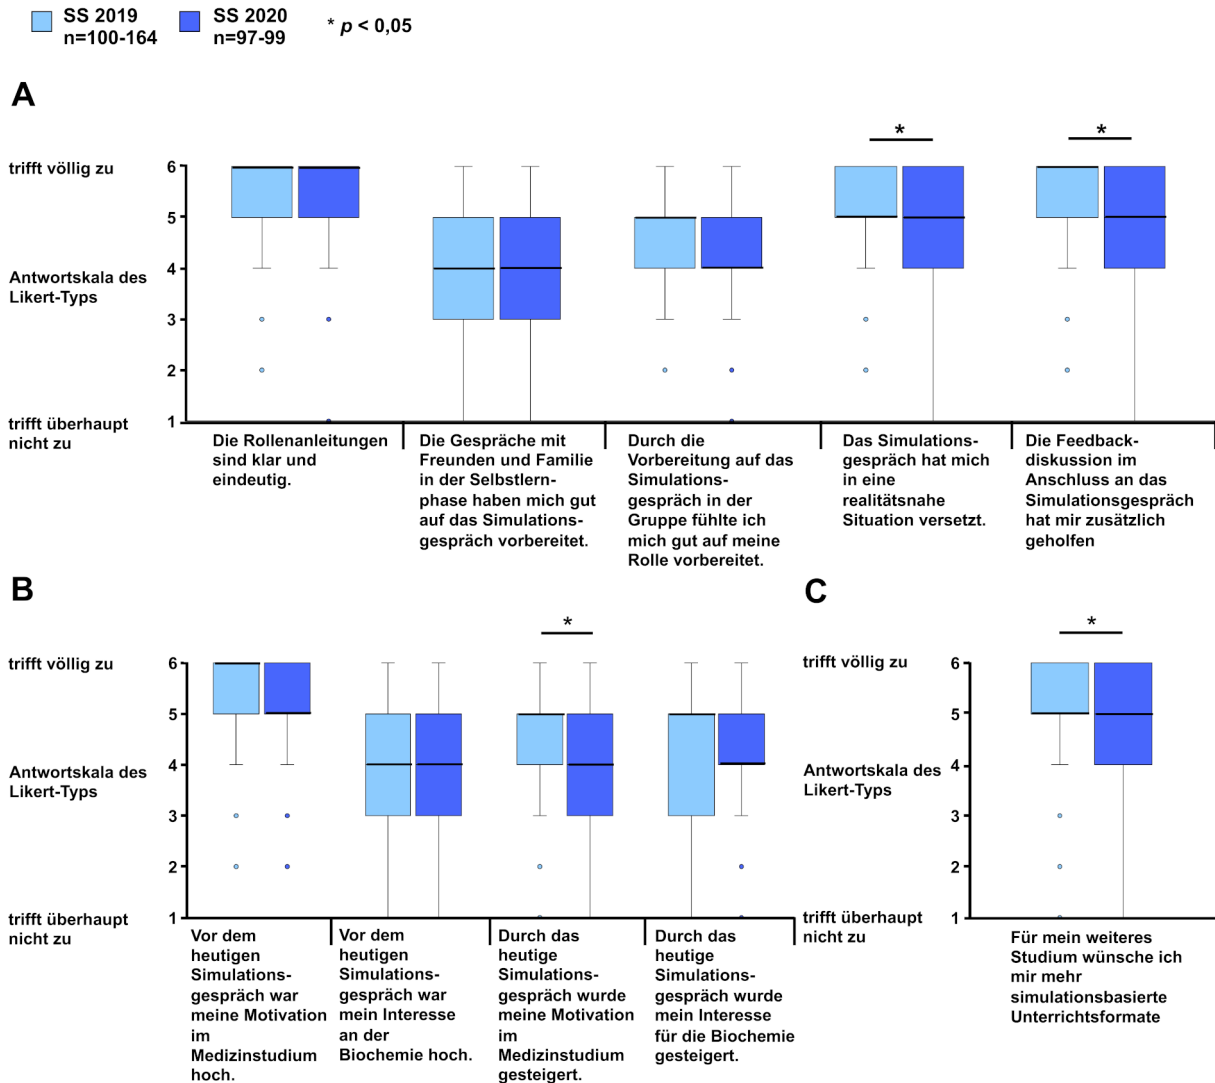 SS 2019
n=100-164
SS 2020
n=97-99
* p < 0,05
A
trifft völlig zu
Antwortskala des
Likert-Typs
trifft überhaupt
nicht zu
6
5
4
3
2
1
*
*
Die Rollenanleitungen
sind klar und
eindeutig.
Die Gespräche mit
Freunden und Familie
in der Selbstlern-
phase haben mich gut
auf das Simulations-
gespräch vorbereitet.
Durch die
Vorbereitung auf das
Simulations-
gespräch in der
Gruppe fühlte ich
mich gut auf meine
Rolle vorbereitet.
Das Simulations-
gespräch hat mich
in eine
realitätsnahe
Situation versetzt.
Die Feedback-
diskussion im
Anschluss an das
Simulationsgespräch
hat mir zusätzlich
geholfen
B
trifft völlig zu
Antwortskala des
Likert-Typs
trifft überhaupt
nicht zu
6
5
4
3
2
1
*
Vor dem
heutigen
Simulations-
gespräch war
meine Motivation
im
Medizinstudium
hoch.
Vor dem
heutigen
Simulations-
gespräch war
mein Interesse
an der
Biochemie hoch.
Durch das
heutige
Simulations-
gespräch wurde
meine Motivation
im
Medizinstudium
gesteigert.
Durch das
heutige
Simulations-
gespräch wurde
mein Interesse
für die Biochemie
gesteigert.
C
trifft völlig zu
Antwortskala des
Likert-Typs
trifft überhaupt
nicht zu
6
5
4
3
2
1
*
Für mein weiteres
Studium wünsche ich
mir mehr
simulationsbasierte
Unterrichtsformate